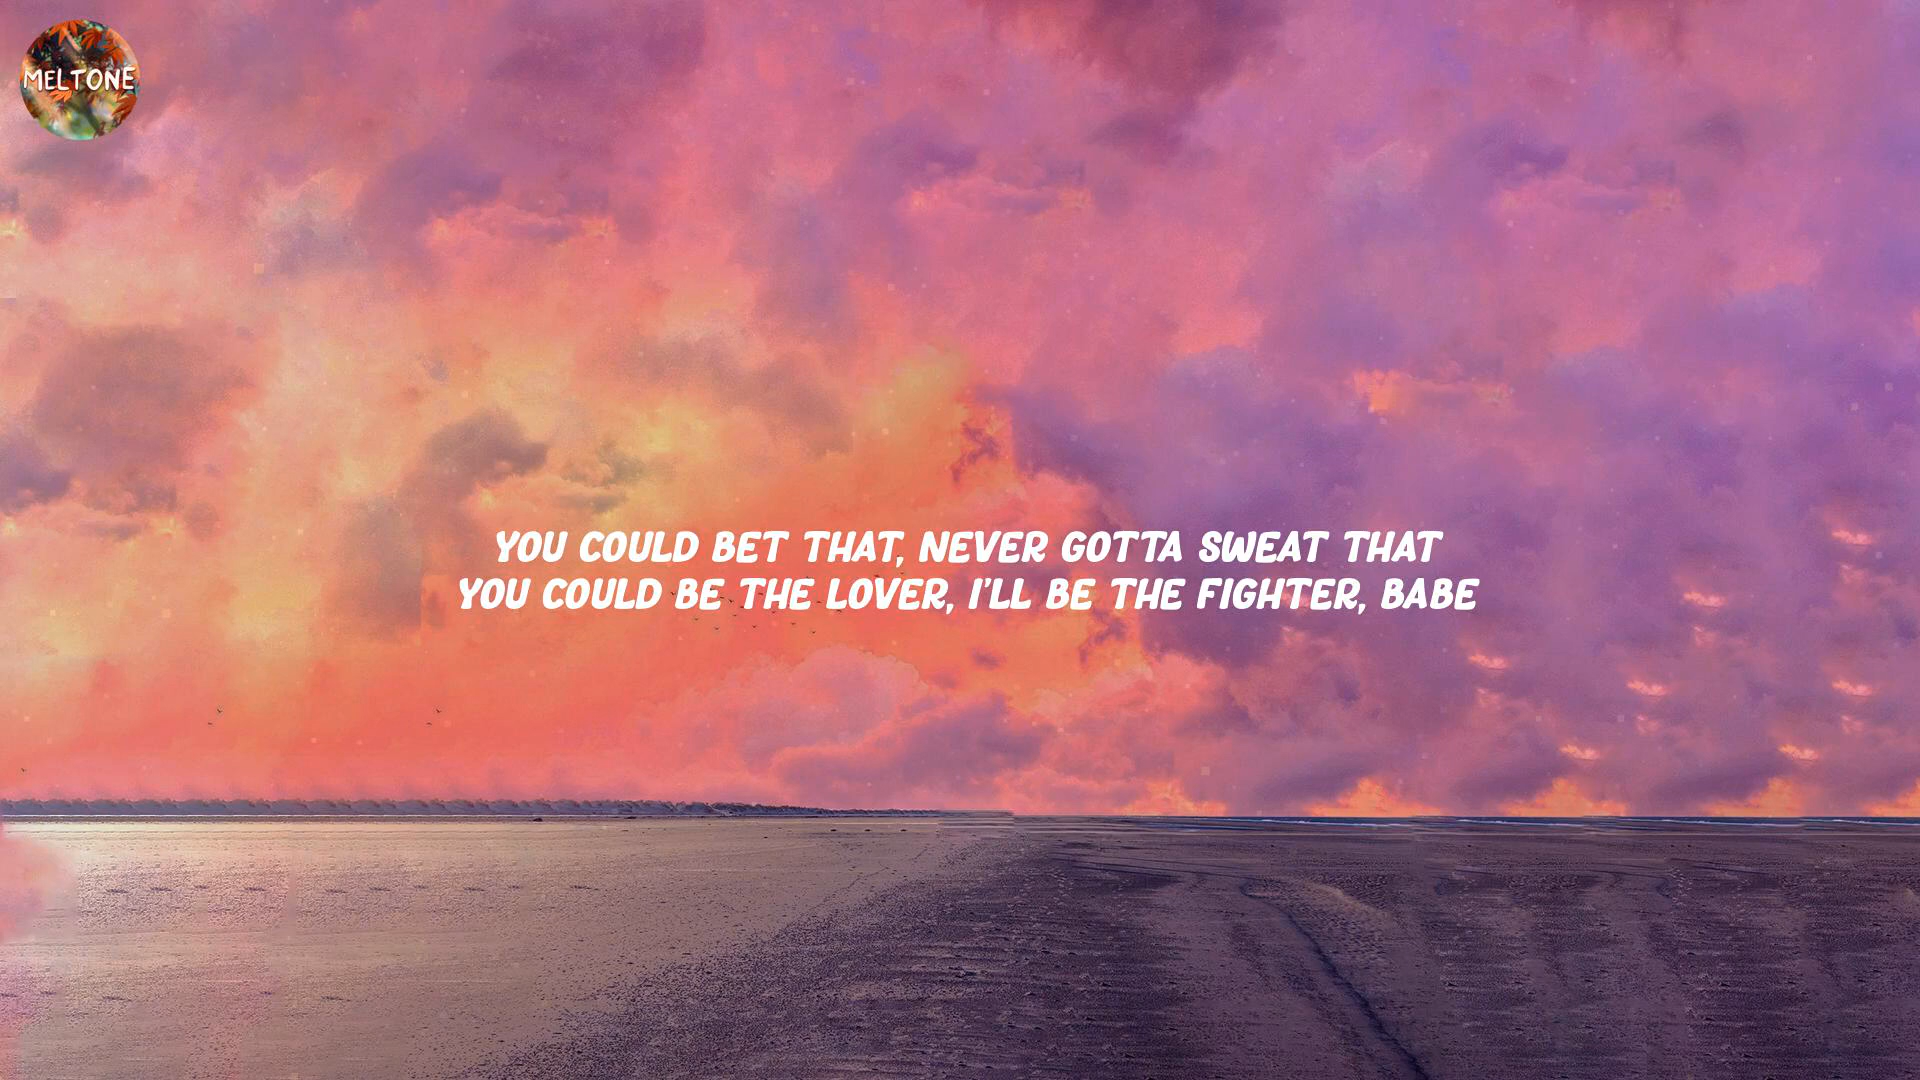 MELTONE
YOU COULD BET THAT, NEVER GOTTA SWEAT THAT
YOU COULD BE THE LOVER, I'LL BE THE FIGHTER, BABE